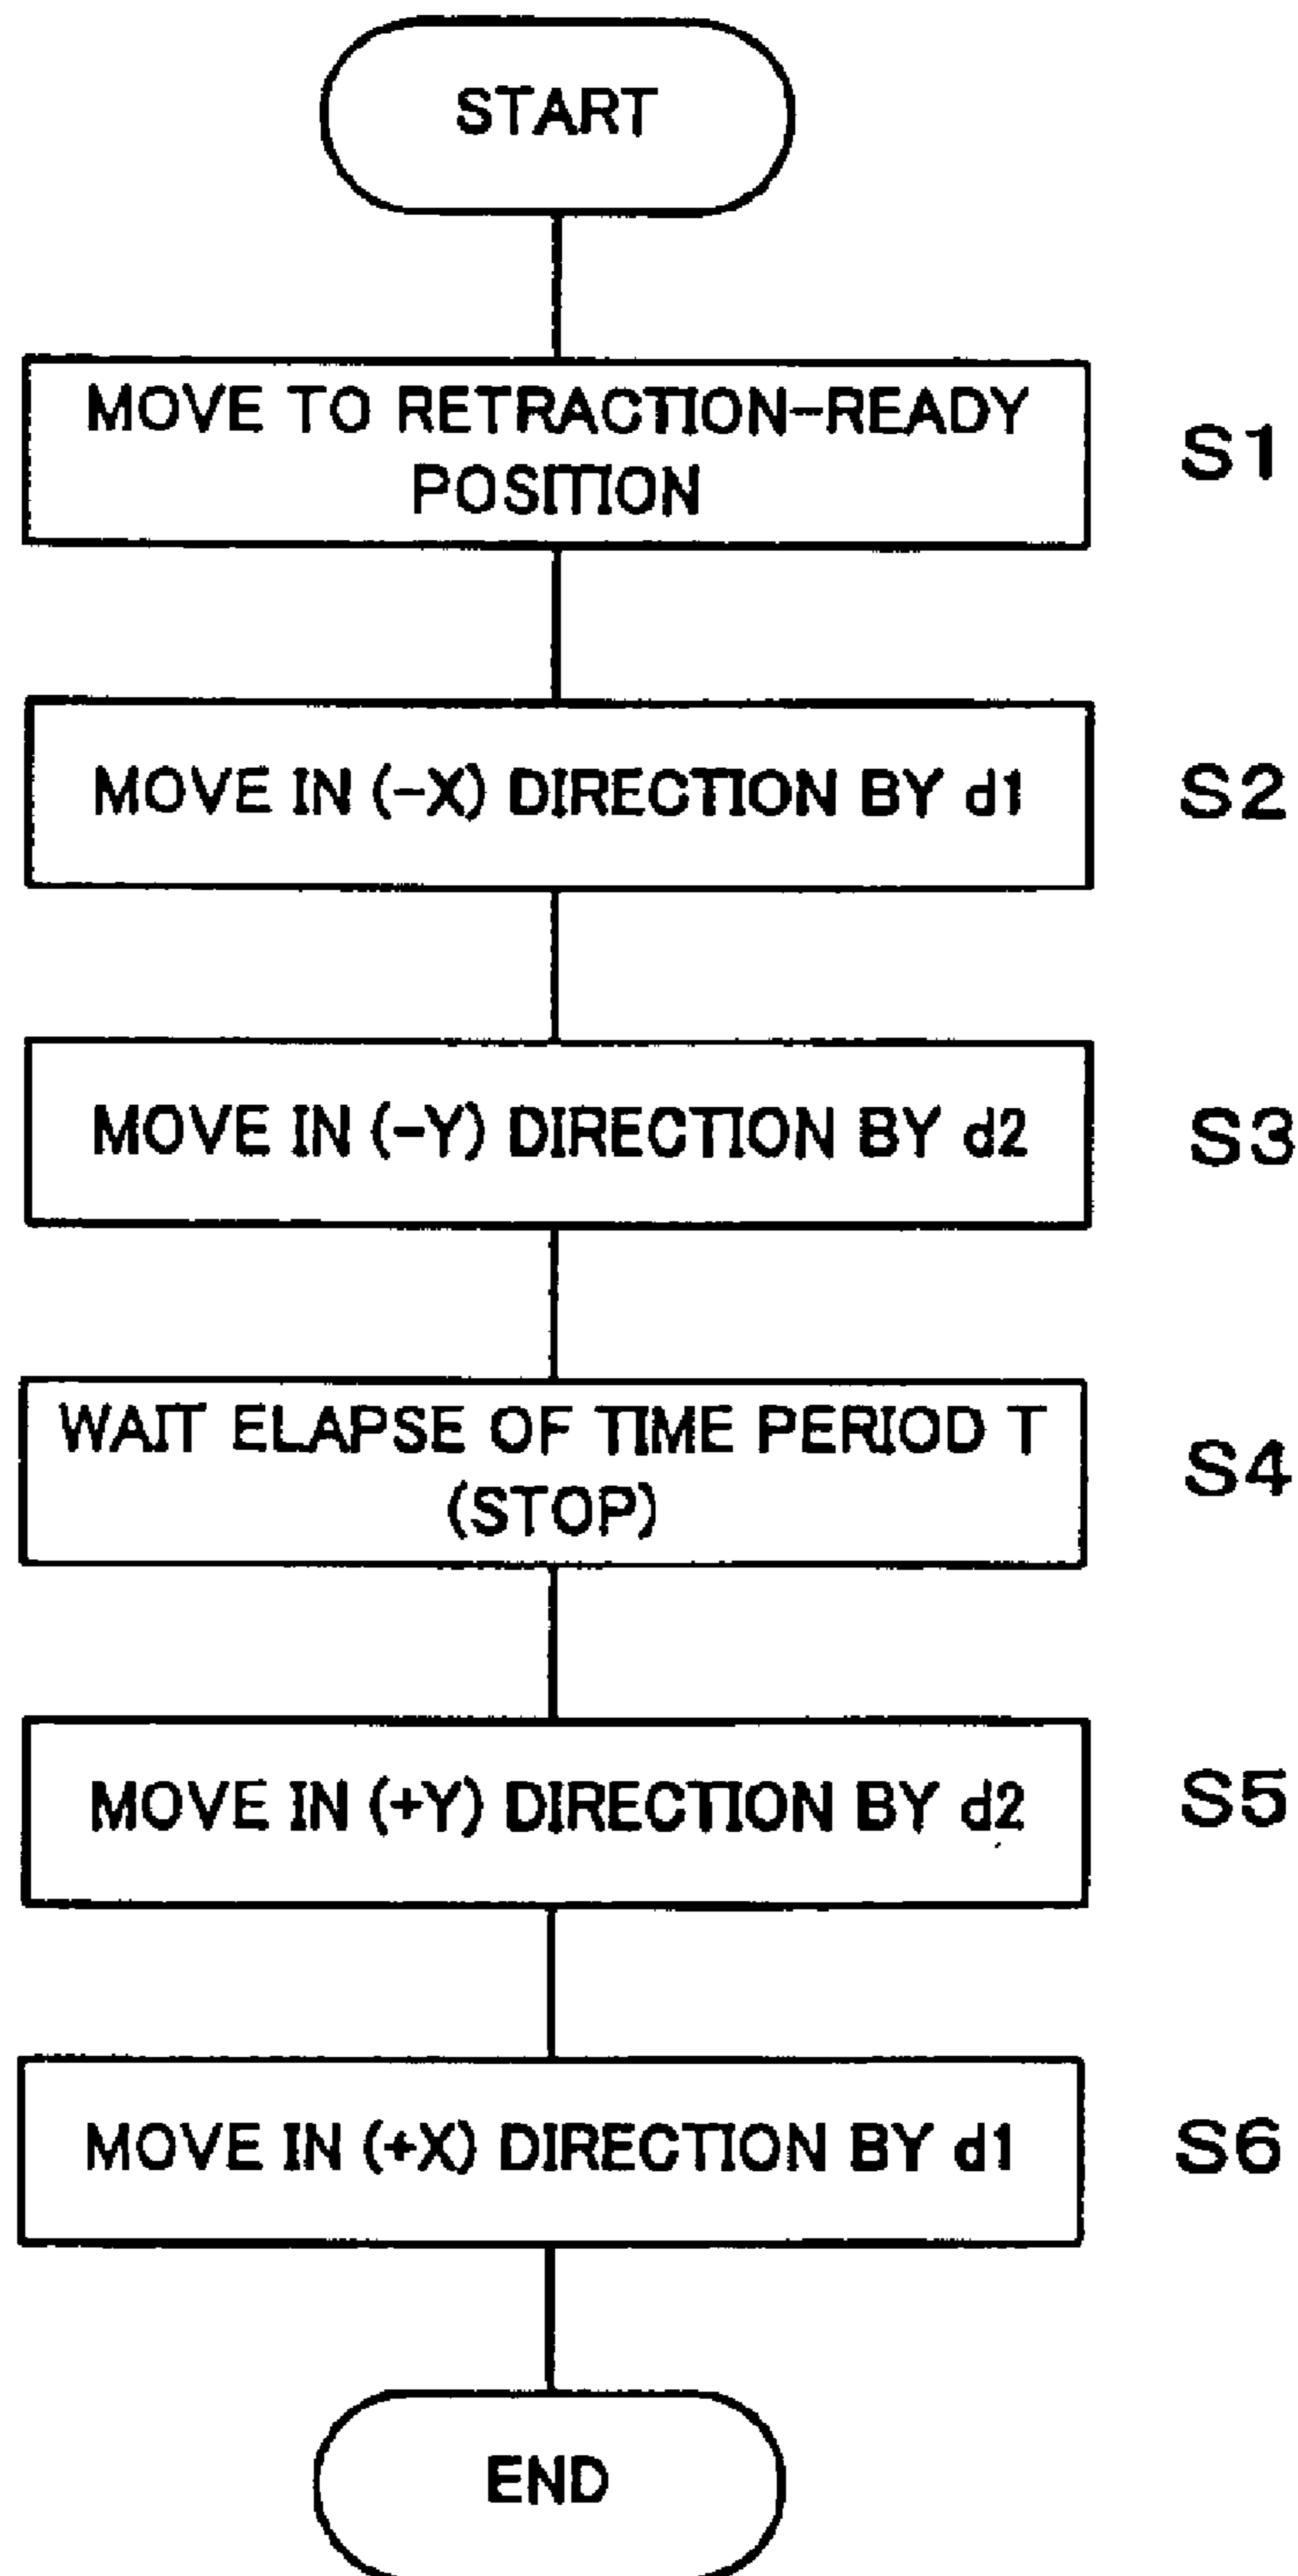 START
MOVE TO RETRACTION-READY
POSITION
S1
MOVE IN (-X) DIRECTION BY d1
S2
MOVE IN (-Y) DIRECTION BY d2
S3
WAIT ELAPSE OF TIME PERIOD T
(STOP)
S4
MOVE IN (+Y) DIRECTION BY d2
S5
MOVE IN (+X) DIRECTION BY d1
S6
END